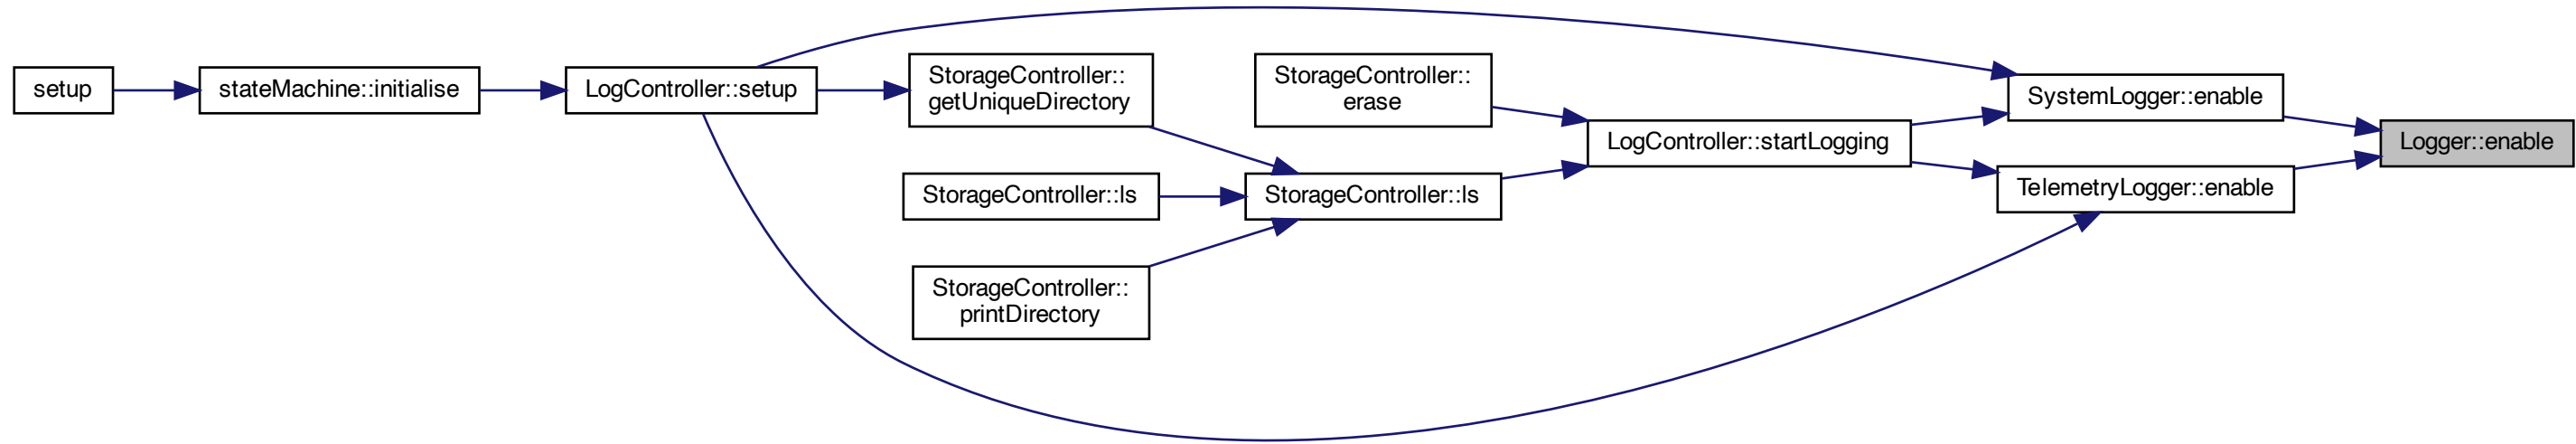 setup
stateMachine::initialise
LogController::setup
StorageController::
getUniqueDirectory
StorageController::ls
StorageController::
printDirectory
StorageController::
erase
StorageController::ls
LogController::startLogging
SystemLogger::enable
TelemetryLogger::enable
Logger::enable